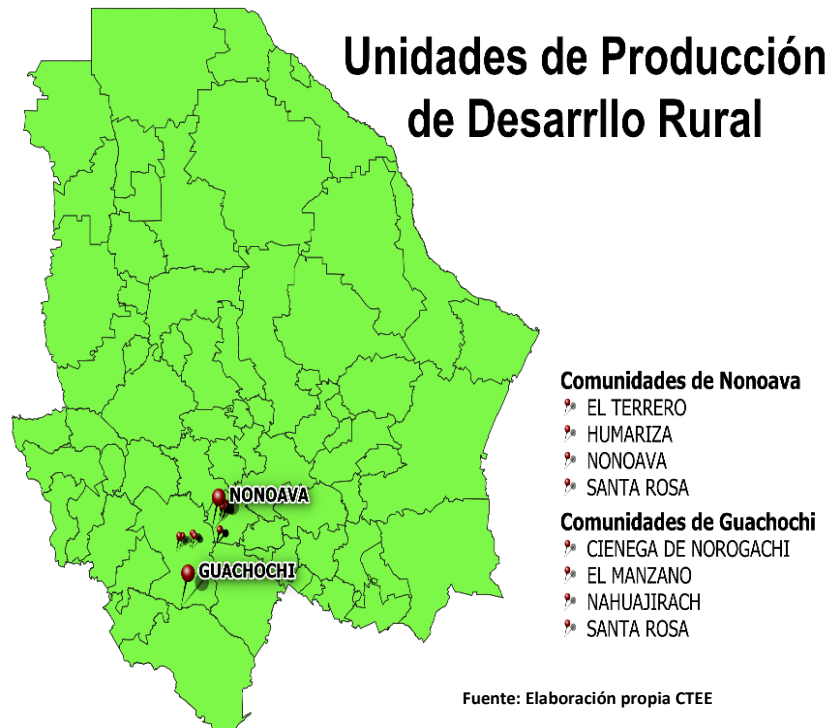 Unidades de Producción
de Desarrllo Rural
Comunidades de Nonoava
EL TERRERO
HUMARIZA
NONOAVA
SANTA ROSA
Comunidades de Guachochi
CIENEGA DE NOROGACHI
EL MANZANO
NAHUAJIRACH
SANTA ROSA
NONOAVA
GUACHOCHI
Fuente: Elaboración propia CTEE